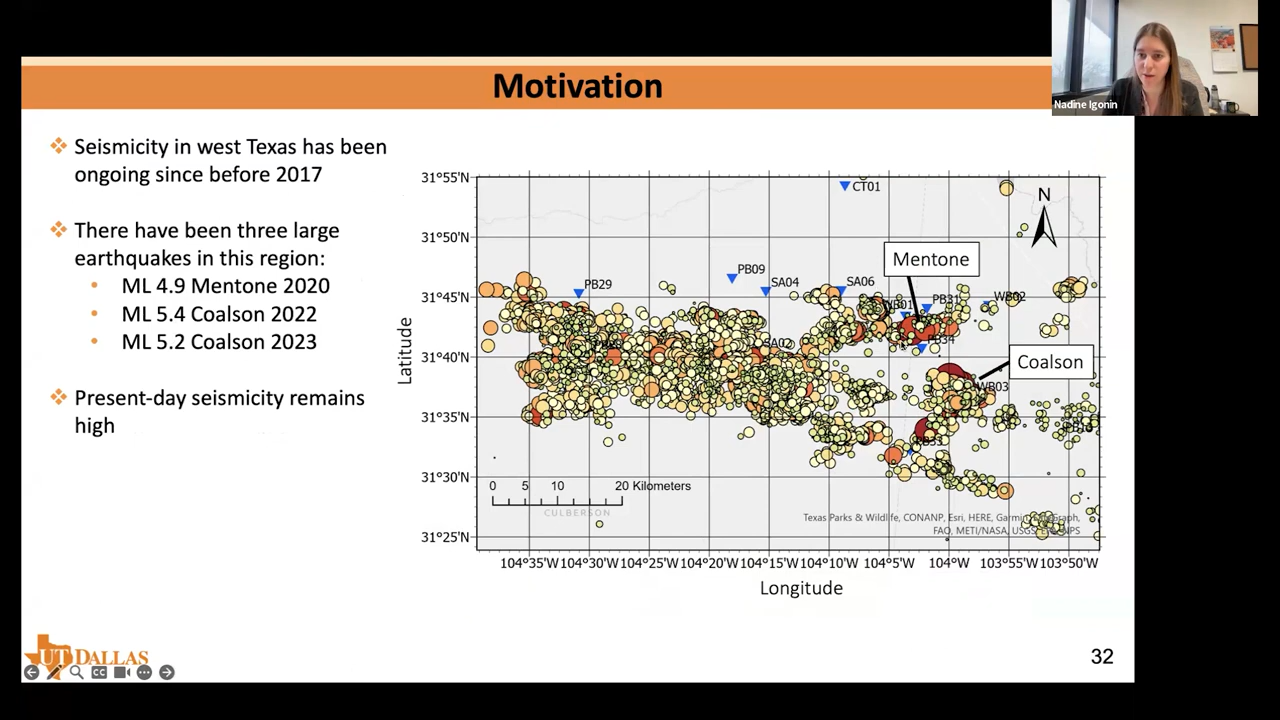 Motivation
Nadine Igonin
Seismicity in west Texas has been
ongoing since before 2017
There have been three large
earthquakes in this region:
• ML 4.9 Mentone 2020
• ML 5.4 Coalson 2022
• ML 5.2 Coalson 2023
Present-day seismicity remains
high
31°55'N
31°50'N
31°45'N
31°40'N
31°35'N
31°30'N
31°25'N
Latitude
CT01
N
Mentone
PB09
PB29
SA04
SA06
WB02
PB31
PB34
SA02
Coalson
WB03
PB33
0 5 10 20 Kilometers
CULBERSON
Texas Parks & Wildlife, CONANP, Esri, HERE,
FAO, METI/NASA, USGS,
104°35'W 104°30'W 104°25'W 104°20'W 104°15'W 104°10'W 104°5'W 104°W 103°55'W 103°50'W
Longitude
UT DALLAS
32